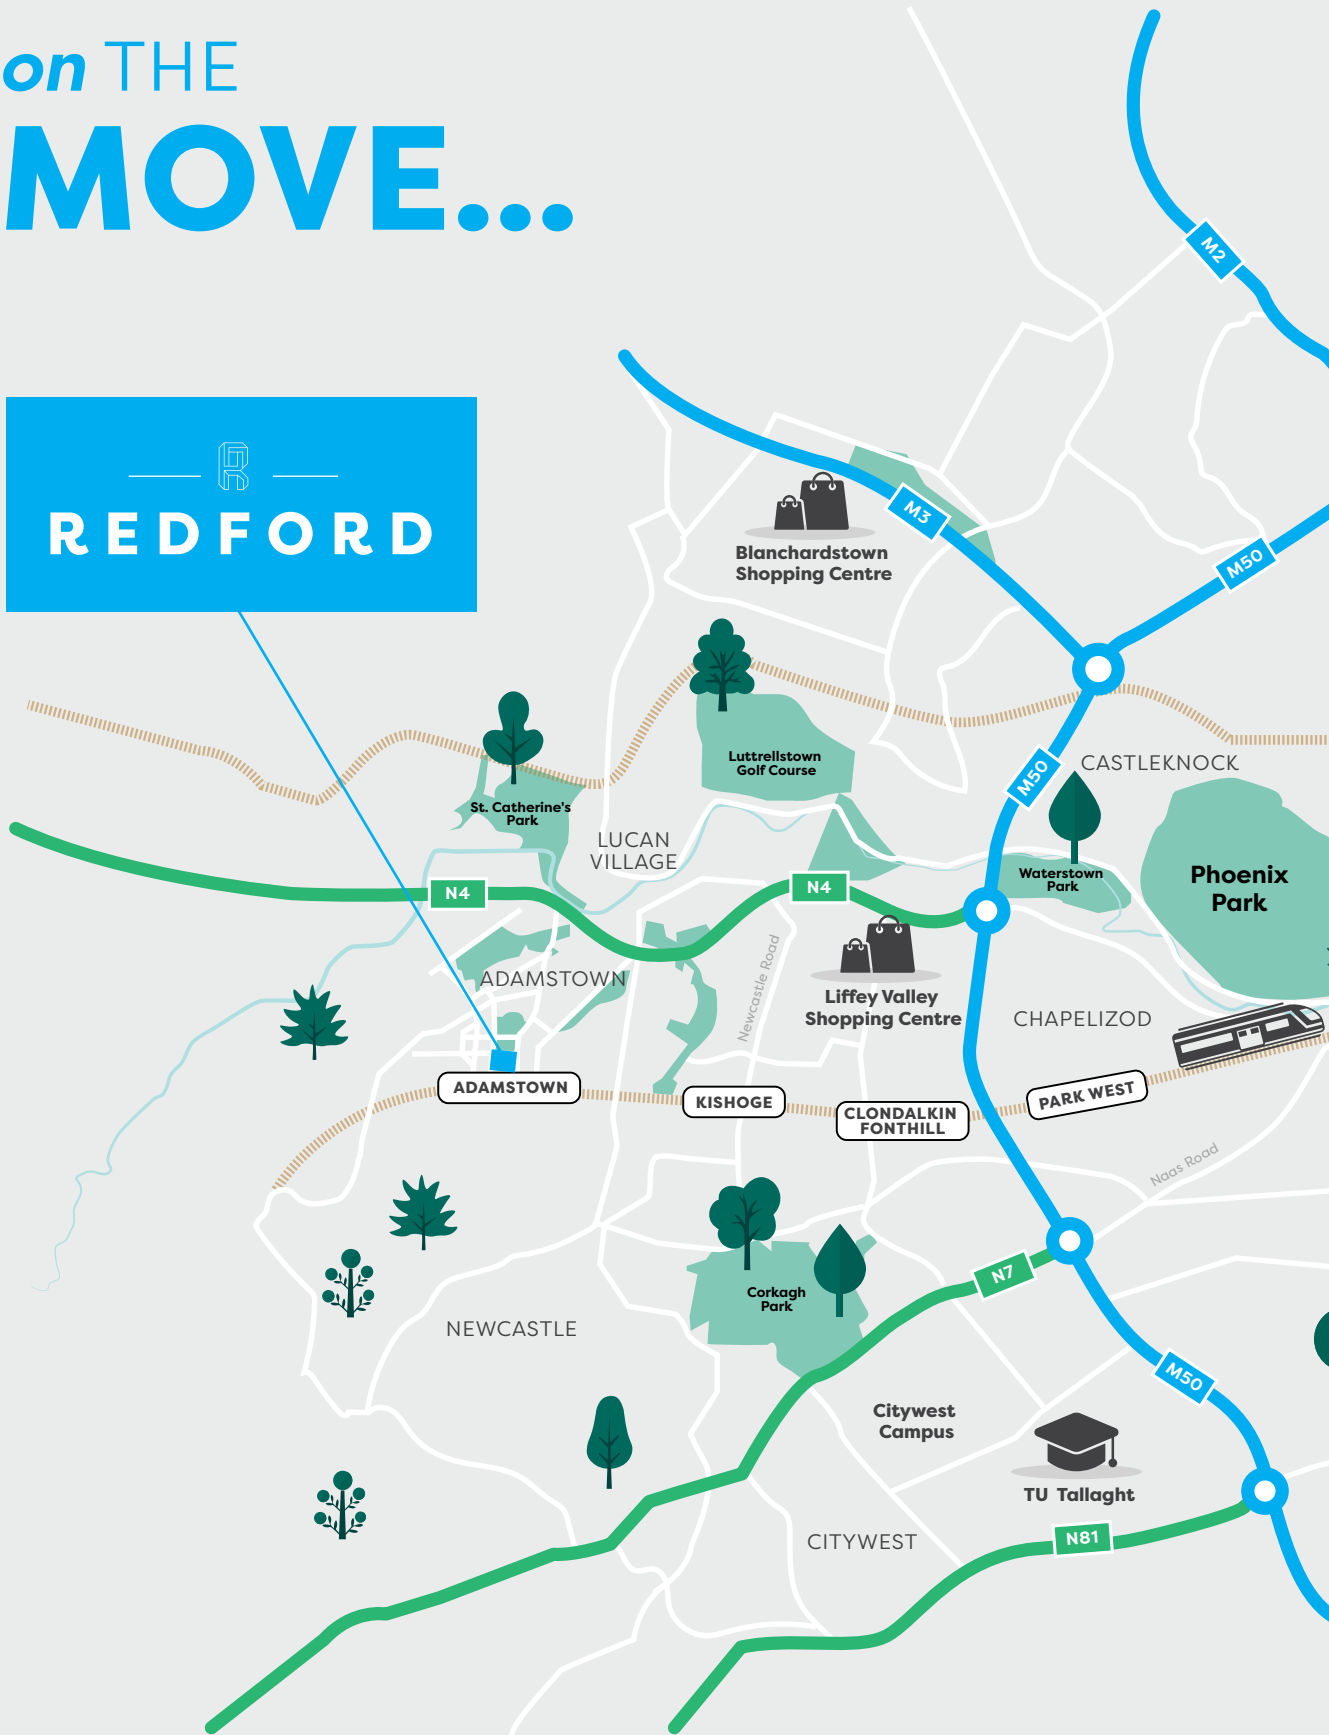 on THE
MOVE...
M2
REDFORD
M3
Blanchardstown
Shopping Centre
M50
Luttrellstown
Golf Course
M50
CASTLEKNOCK
St. Catherine's
Park
LUCAN
VILLAGE
Phoenix
Park
Waterstown
Park
N4
N4
ADAMSTOWN
Newcastle Road
Liffey Valley
Shopping Centre
CHAPELIZOD
ADAMSTOWN
KISHOGE
CLONDALKIN
FONTHILL
PARK WEST
Naas Road
N7
Corkagh
Park
NEWCASTLE
M50
Citywest
Campus
TU Tallaght
CITYWEST
N81